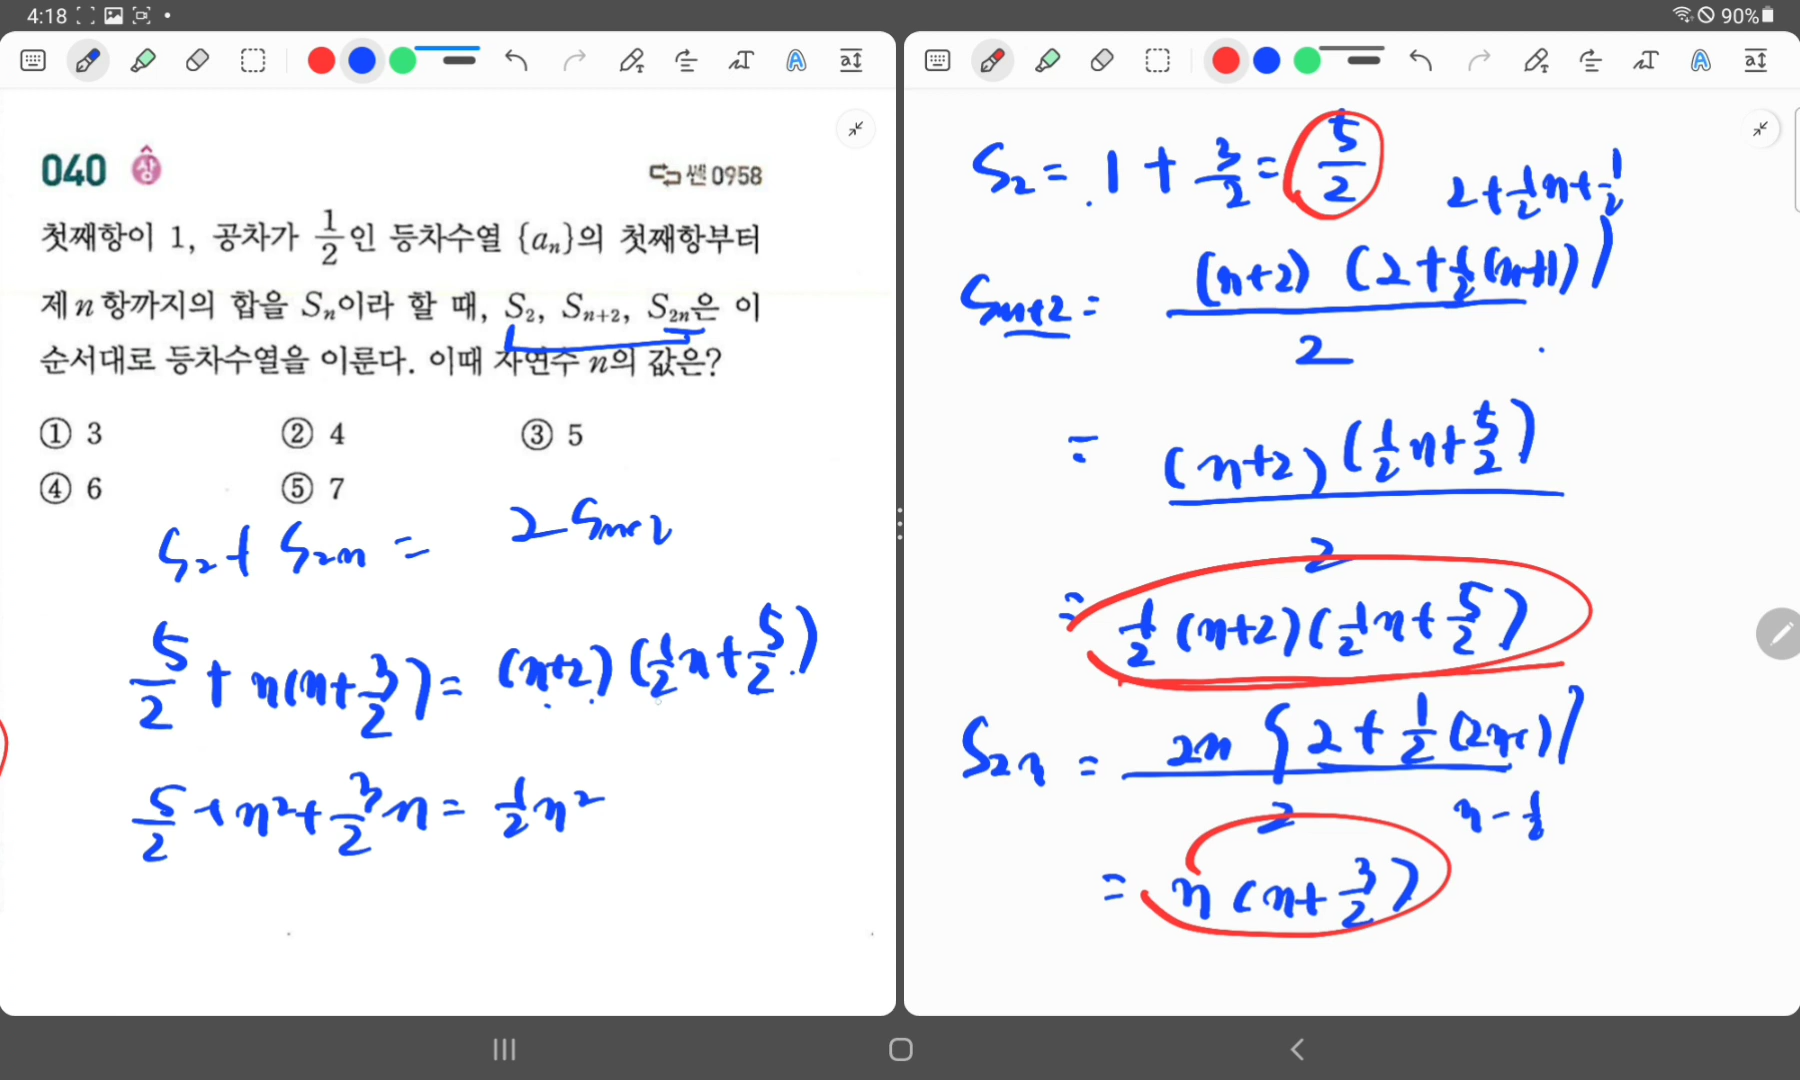 4:18
90%
040 상
쎈 0958
첫째항이 1, 공차가 1/2인 등차수열 {aₙ}의 첫째항부터
제 n 항까지의 합을 Sₙ이라 할 때, S₂, Sₙ₊₂, S₂ₙ은 이
순서대로 등차수열을 이룬다. 이때 자연수 n의 값은?
① 3 ② 4 ③ 5
④ 6 ⑤ 7
S₂ + S₂ₙ = 2Sₙ₊₂
5/2 + n(n+3/2) = (n+2)(1/2n+5/2)
5/2 + n² + 3/2n = 1/2n²
S₂ = 1 + 3/2 = 5/2
2+1/2n+1/2
Sₙ₊₂ = (n+2)(2+1/2(n+1))
2
= (n+2)(1/2n+5/2)
2
= 1/2(n+2)(1/2n+5/2)
S₂ₙ = 2n{2+1/2(2n-1)}
2
n-1/2
= n(n+3/2)